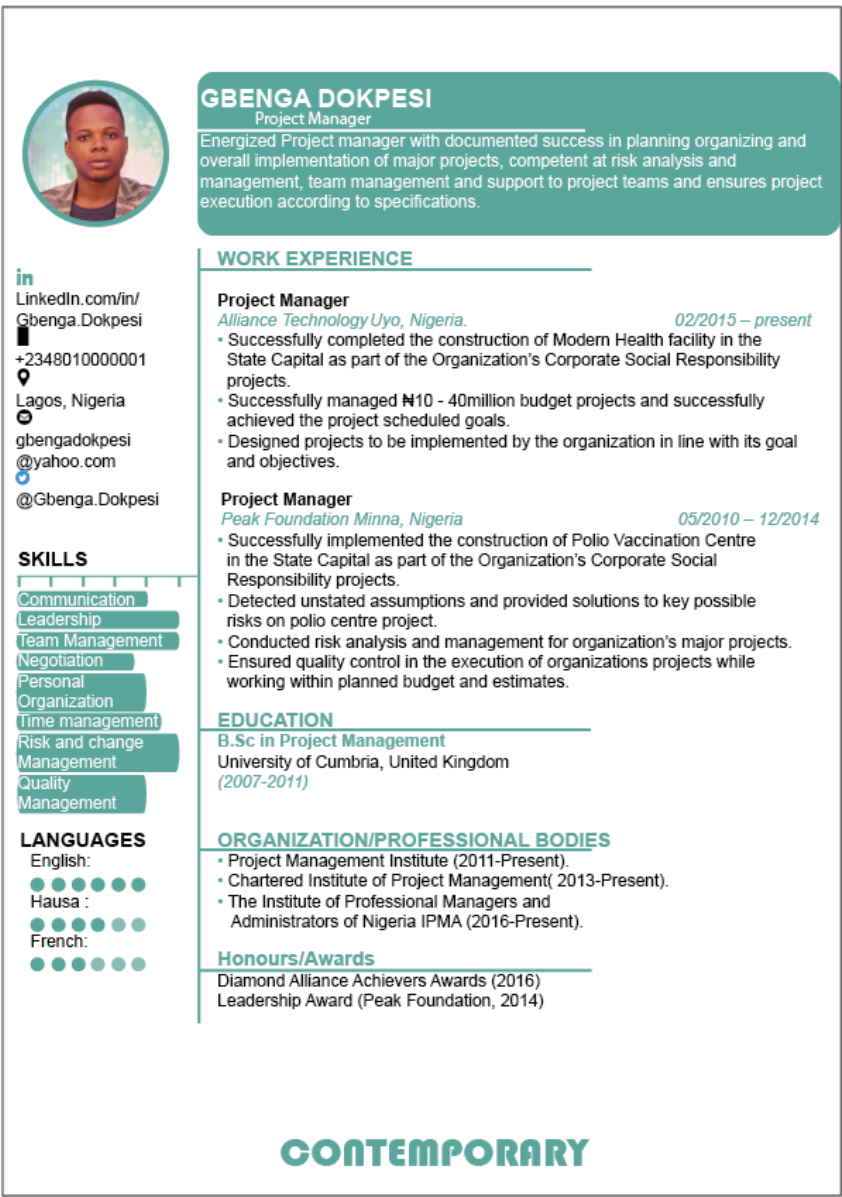 GBENGA DOKPESI
Project Manager
Energized Project manager with documented success in planning organizing and
overall implementation of major projects, competent at risk analysis and
management, team management and support to project teams and ensures project
execution according to specifications.
in
LinkedIn.com/in/
Gbenga.Dokpesi
+2348010000001
Lagos, Nigeria
gbengadokpesi
@yahoo.com
@Gbenga.Dokpesi
SKILLS
Communication
Leadership
Team Management
Negotiation
Personal
Organization
Time management
Risk and change
Management
Quality
Management
LANGUAGES
English:
Hausa :
French:
WORK EXPERIENCE
Project Manager
Alliance Technology Uyo, Nigeria. 02/2015 – present
• Successfully completed the construction of Modern Health facility in the
State Capital as part of the Organization’s Corporate Social Responsibility
projects.
• Successfully managed ₦10 - 40million budget projects and successfully
achieved the project scheduled goals.
• Designed projects to be implemented by the organization in line with its goal
and objectives.
Project Manager
Peak Foundation Minna, Nigeria 05/2010 – 12/2014
• Successfully implemented the construction of Polio Vaccination Centre
in the State Capital as part of the Organization’s Corporate Social
Responsibility projects.
• Detected unstated assumptions and provided solutions to key possible
risks on polio centre project.
• Conducted risk analysis and management for organization’s major projects.
• Ensured quality control in the execution of organizations projects while
working within planned budget and estimates.
EDUCATION
B.Sc in Project Management
University of Cumbria, United Kingdom
(2007-2011)
ORGANIZATION/PROFESSIONAL BODIES
• Project Management Institute (2011-Present).
• Chartered Institute of Project Management( 2013-Present).
• The Institute of Professional Managers and
Administrators of Nigeria IPMA (2016-Present).
Honours/Awards
Diamond Alliance Achievers Awards (2016)
Leadership Award (Peak Foundation, 2014)
CONTEMPORARY